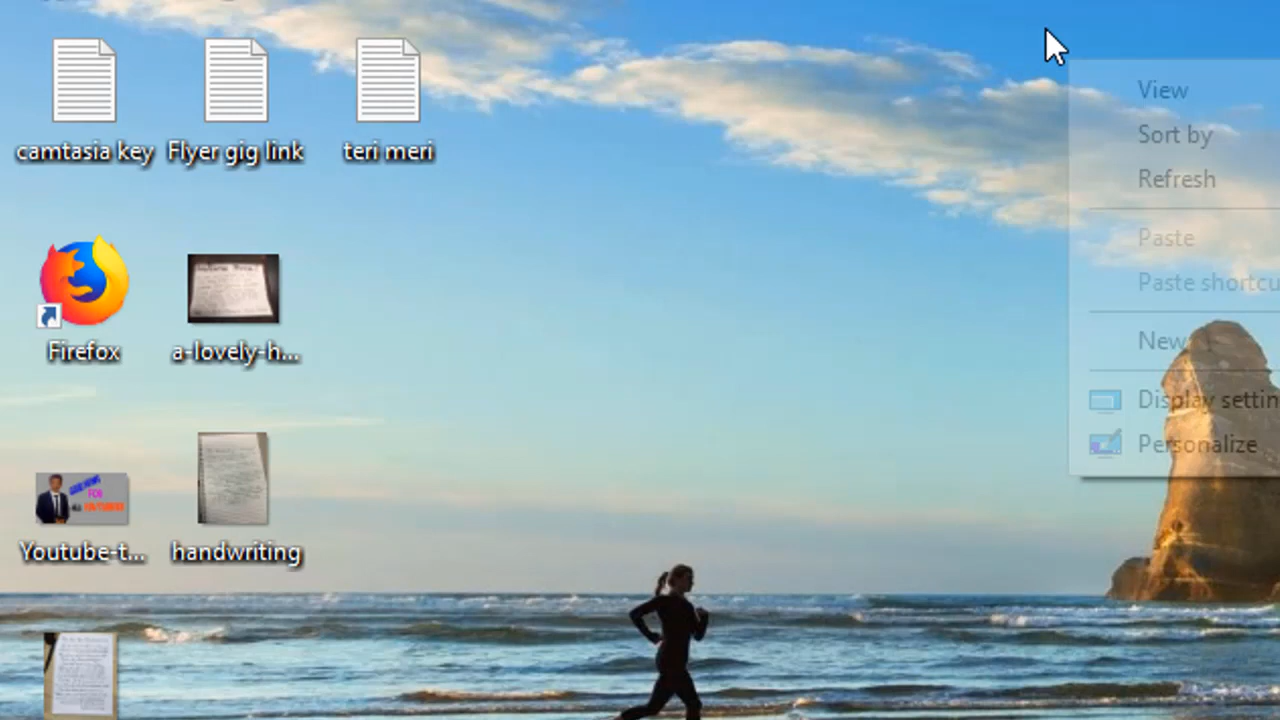 camtasia key
Flyer gig link
teri meri
Firefox
a-lovely-h...
Youtube-t...
handwriting
View
Sort by
Refresh
Paste
Paste shortcu
New
Display settin
Personalize